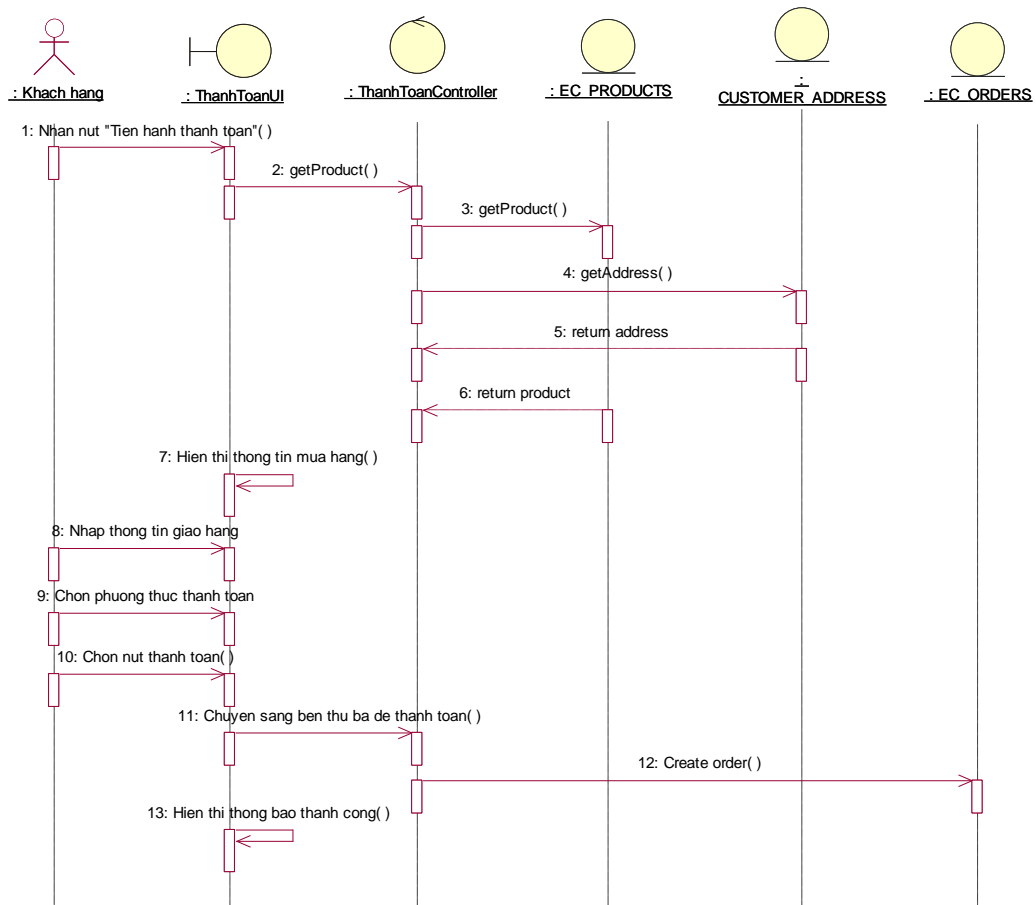 : Khach hang
: ThanhToanUI
: ThanhToanController
: EC_PRODUCTS
:
CUSTOMER_ADDRESS
: EC_ORDERS
1: Nhan nut "Tien hanh thanh toan"( )
2: getProduct( )
3: getProduct( )
4: getAddress( )
5: return address
6: return product
7: Hien thi thong tin mua hang( )
8: Nhap thong tin giao hang
9: Chon phuong thuc thanh toan
10: Chon nut thanh toan( )
11: Chuyen sang ben thu ba de thanh toan( )
12: Create order( )
13: Hien thi thong bao thanh cong( )